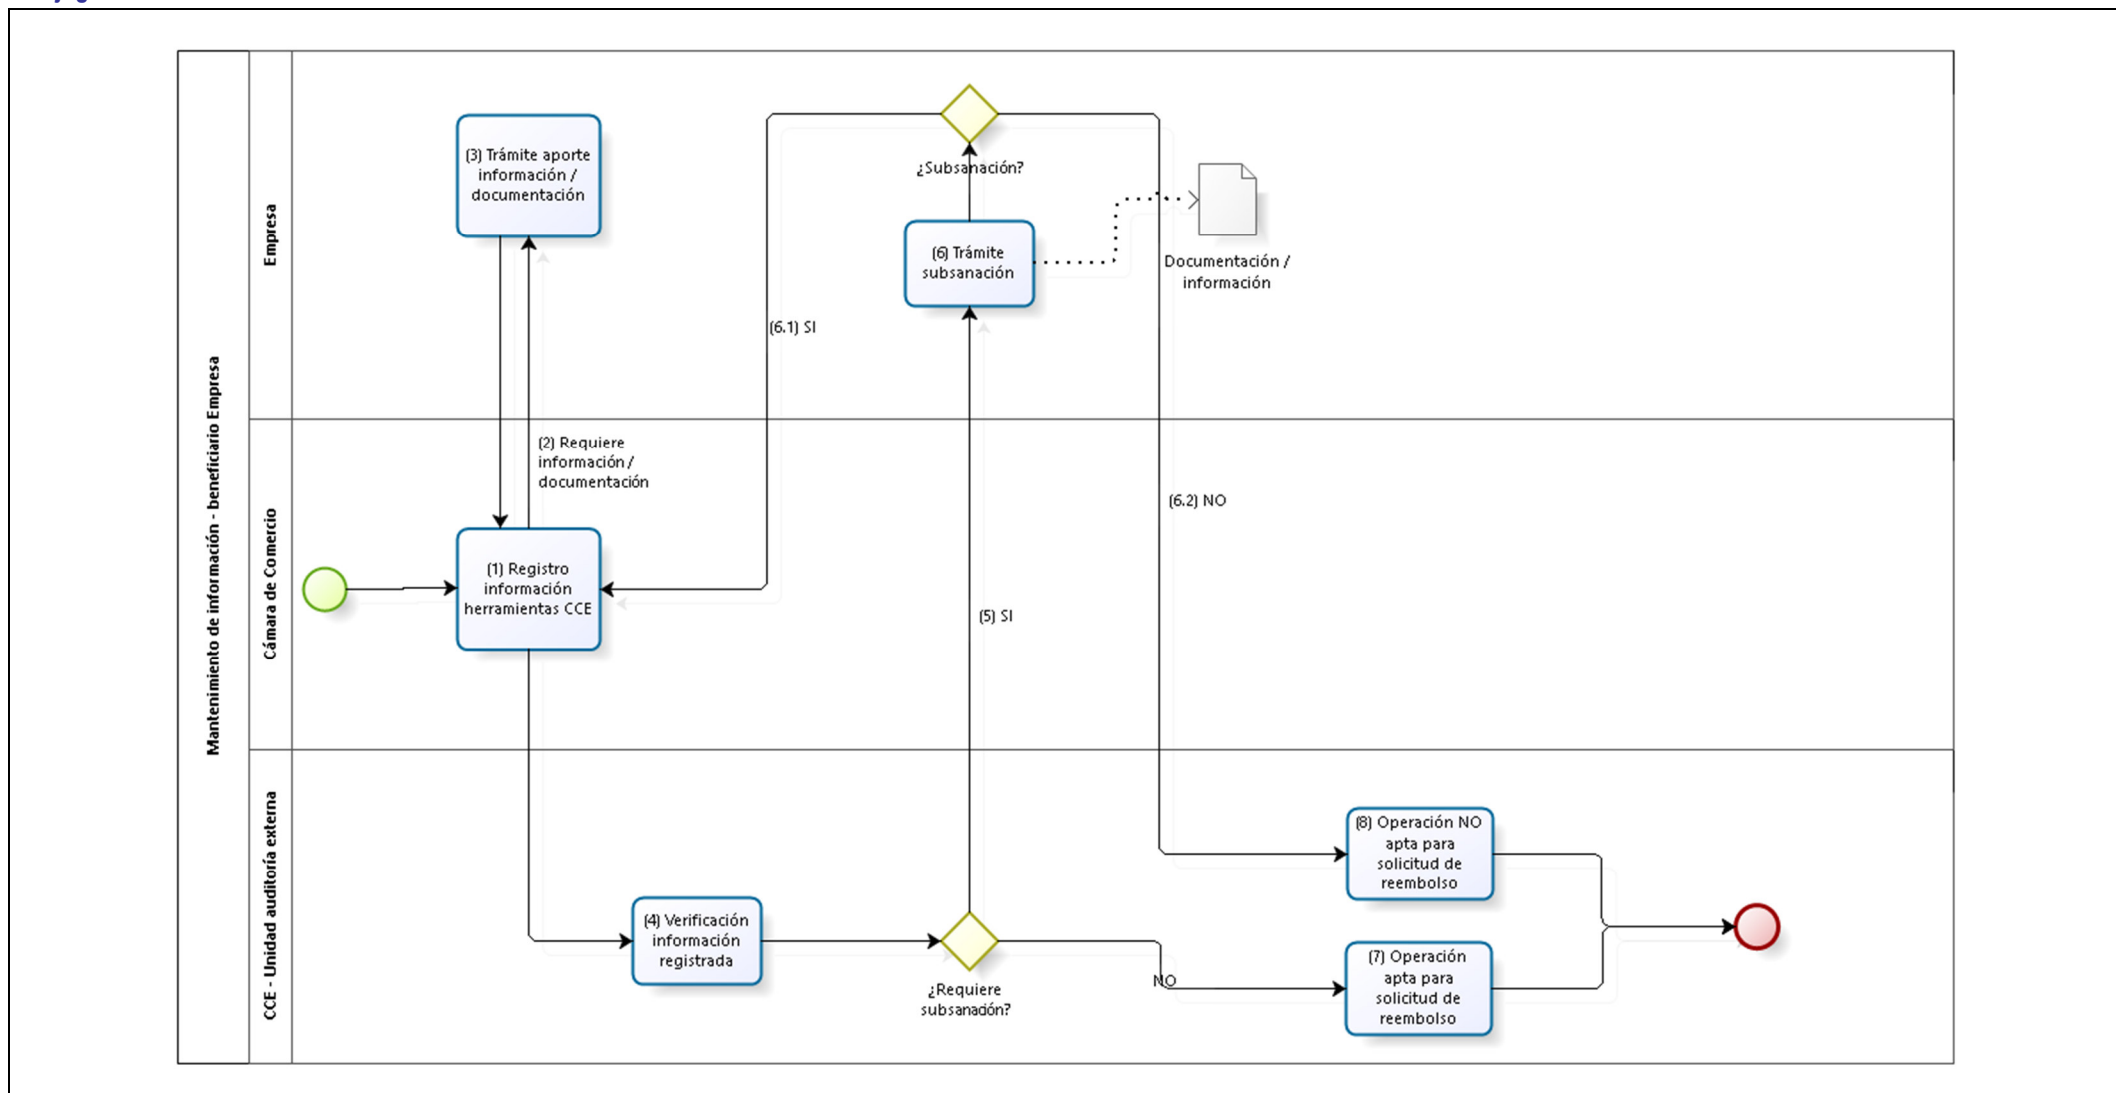 Mantenimiento de información - beneficiario Empresa
Empresa
(3) Trámite aporte
información /
documentación
¿Subsanación?
(6) Trámite
subsanación
Documentación /
información
(6.1) SI
Cámara de Comercio
(2) Requiere
información /
documentación
(6.2) NO
(1) Registro
información
herramientas CCE
(5) SI
CCE - Unidad auditoría externa
(4) Verificación
información
registrada
¿Requiere
subsanación?
NO
(8) Operación NO
apta para
solicitud de
reembolso
(7) Operación
apta para
solicitud de
reembolso